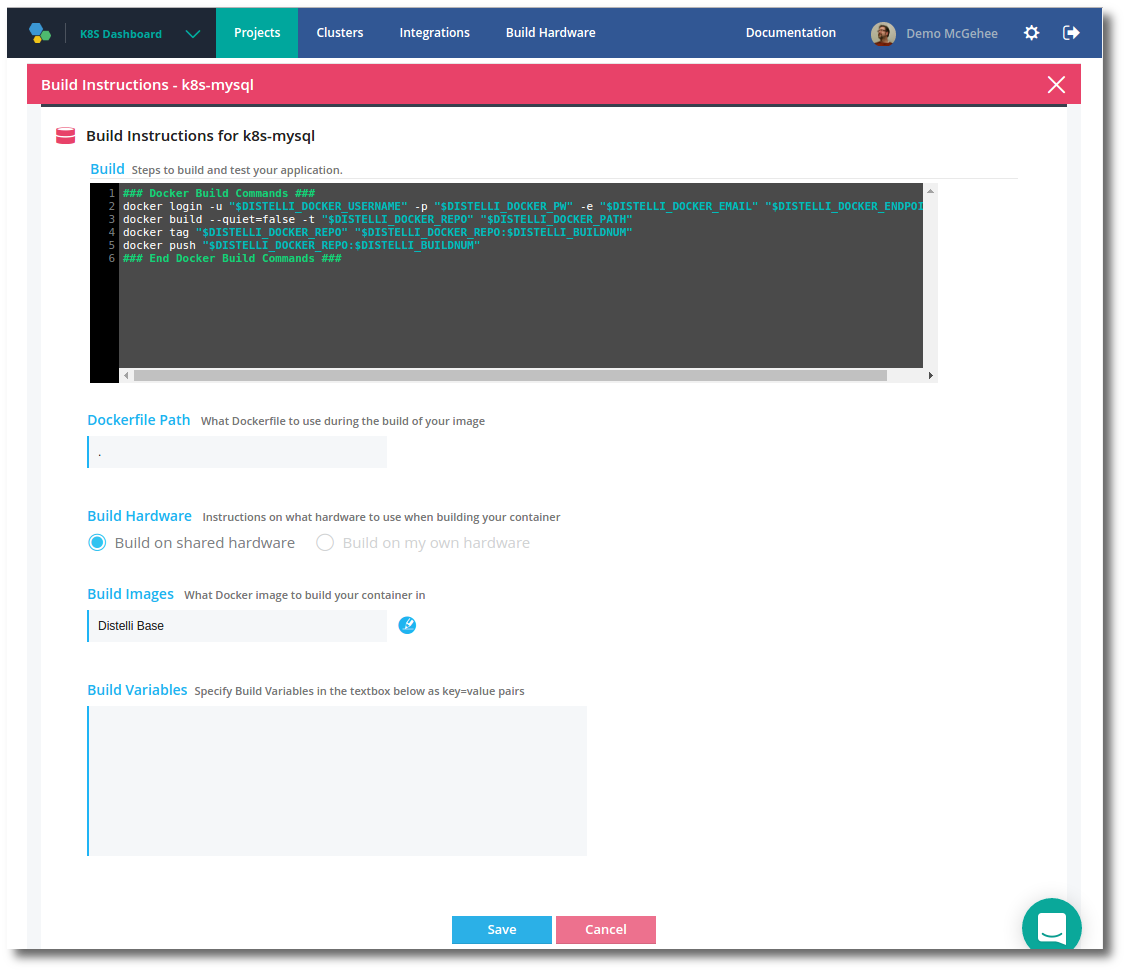 K8S Dashboard Projects Clusters Integrations Build Hardware Documentation Demo McGehee
Build Instructions - k8s-mysql
Build Instructions for k8s-mysql
Build Steps to build and test your application.
1 ### Docker Build Commands ###
2 docker login -u "$DISTELLI_DOCKER_USERNAME" -p "$DISTELLI_DOCKER_PW" -e "$DISTELLI_DOCKER_EMAIL" "$DISTELLI_DOCKER_ENDPOI
3 docker build --quiet=false -t "$DISTELLI_DOCKER_REPO" "$DISTELLI_DOCKER_PATH"
4 docker tag "$DISTELLI_DOCKER_REPO" "$DISTELLI_DOCKER_REPO:$DISTELLI_BUILDNUM"
5 docker push "$DISTELLI_DOCKER_REPO:$DISTELLI_BUILDNUM"
6 ### End Docker Build Commands ###
Dockerfile Path What Dockerfile to use during the build of your image
.
Build Hardware Instructions on what hardware to use when building your container
Build on shared hardware Build on my own hardware
Build Images What Docker image to build your container in
Distelli Base
Build Variables Specify Build Variables in the textbox below as key=value pairs
Save Cancel